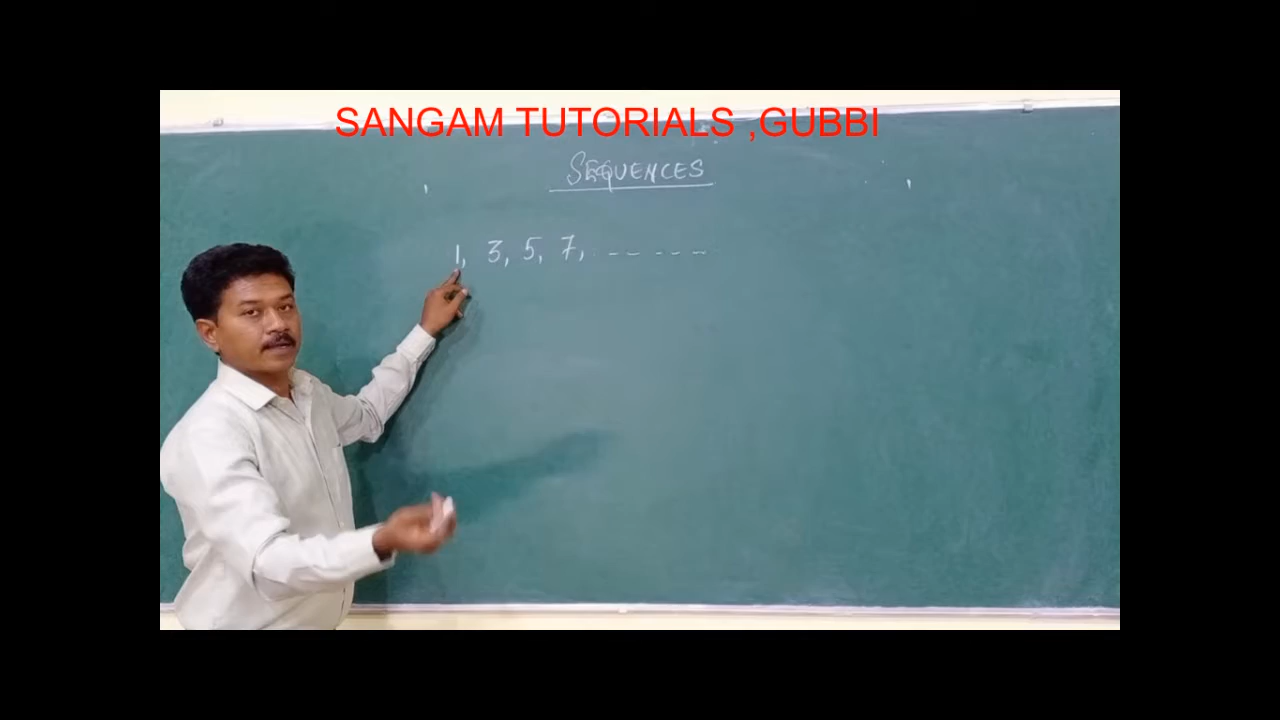 SANGAM TUTORIALS ,GUBBI
SEQUENCES
1, 3, 5, 7, -- -- --